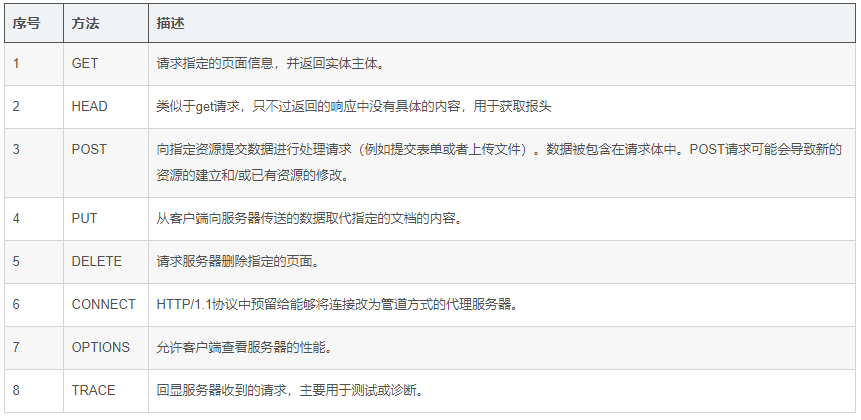 序号 方法 描述
1 GET 请求指定的页面信息，并返回实体主体。
2 HEAD 类似于get请求，只不过返回的响应中没有具体的内容，用于获取报头
3 POST 向指定资源提交数据进行处理请求（例如提交表单或者上传文件）。数据被包含在请求体中。POST请求可能会导致新的
资源的建立和/或已有资源的修改。
4 PUT 从客户端向服务器传送的数据取代指定的文档的内容。
5 DELETE 请求服务器删除指定的页面。
6 CONNECT HTTP/1.1协议中预留给能够将连接改为管道方式的代理服务器。
7 OPTIONS 允许客户端查看服务器的性能。
8 TRACE 回显服务器收到的请求，主要用于测试或诊断。